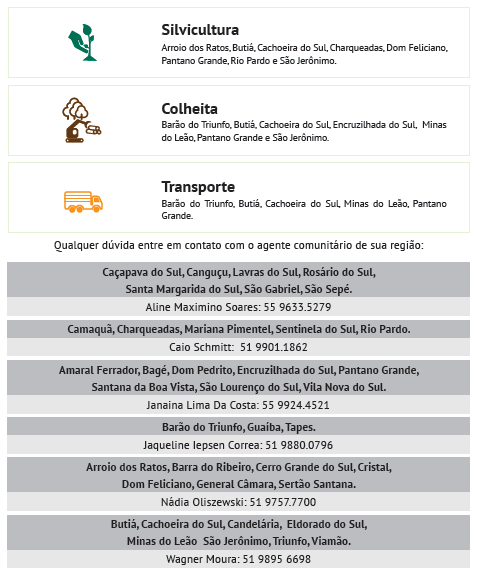 Silvicultura
Arroio dos Ratos, Butiá, Cachoeira do Sul, Charqueadas, Dom Feliciano,
Pantano Grande, Rio Pardo e São Jerônimo.
Colheita
Barão do Triunfo, Butiá, Cachoeira do Sul, Encruzilhada do Sul, Minas
do Leão, Pantano Grande e São Jerônimo.
Transporte
Barão do Triunfo, Butiá, Cachoeira do Sul, Minas do Leão, Pantano
Grande.
Qualquer dúvida entre em contato com o agente comunitário de sua região:
Caçapava do Sul, Canguçu, Lavras do Sul, Rosário do Sul,
Santa Margarida do Sul, São Gabriel, São Sepé.
Aline Maximino Soares: 55 9633.5279
Camaquã, Charqueadas, Mariana Pimentel, Sentinela do Sul, Rio Pardo.
Caio Schmitt: 51 9901.1862
Amaral Ferrador, Bagé, Dom Pedrito, Encruzilhada do Sul, Pantano Grande,
Santana da Boa Vista, São Lourenço do Sul, Vila Nova do Sul.
Janaina Lima Da Costa: 55 9924.4521
Barão do Triunfo, Guaíba, Tapes.
Jaqueline Iepsen Correa: 51 9880.0796
Arroio dos Ratos, Barra do Ribeiro, Cerro Grande do Sul, Cristal,
Dom Feliciano, General Câmara, Sertão Santana.
Nádia Oliszewski: 51 9757.7700
Butiá, Cachoeira do Sul, Candelária, Eldorado do Sul,
Minas do Leão São Jerônimo, Triunfo, Viamão.
Wagner Moura: 51 9895 6698